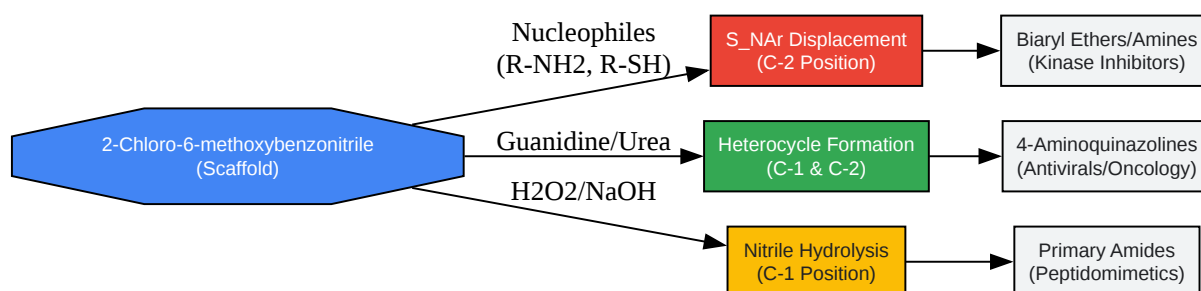 Nucleophiles
(R-NH2, R-SH)
S_NAr Displacement
(C-2 Position)
Biaryl Ethers/Amines
(Kinase Inhibitors)
2-Chloro-6-methoxybenzonitrile
(Scaffold)
Guanidine/Urea
Heterocycle Formation
(C-1 & C-2)
4-Aminoquinazolines
(Antivirals/Oncology)
H2O2/NaOH
Nitrile Hydrolysis
(C-1 Position)
Primary Amides
(Peptidomimetics)